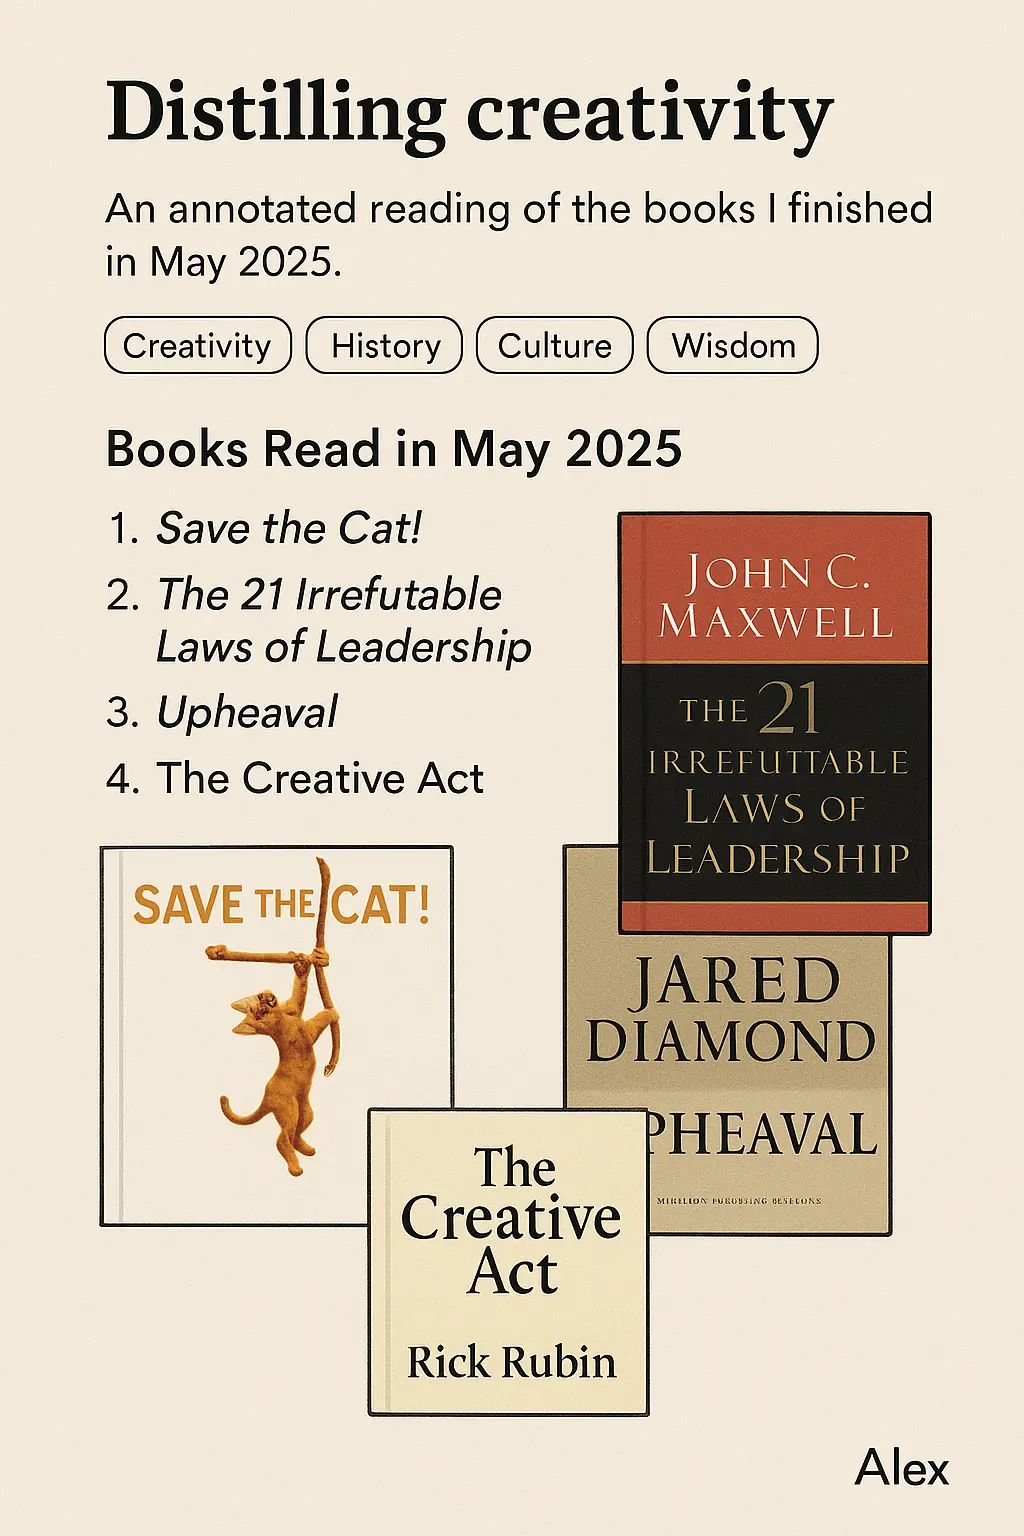 Distilling creativity
An annotated reading of the books I finished
in May 2025.
Creativity History Culture Wisdom
Books Read in May 2025
1. Save the Cat!
2. The 21 Irrefutable
Laws of Leadership
3. Upheaval
4. The Creative Act
JOHN C.
MAXWELL
THE 21
IRREFUTTABLE
LAWS OF
LEADERSHIP
SAVE THE CAT!
JARED
DIAMOND
PHEAVAL
The
Creative
Act
Rick Rubin
Alex